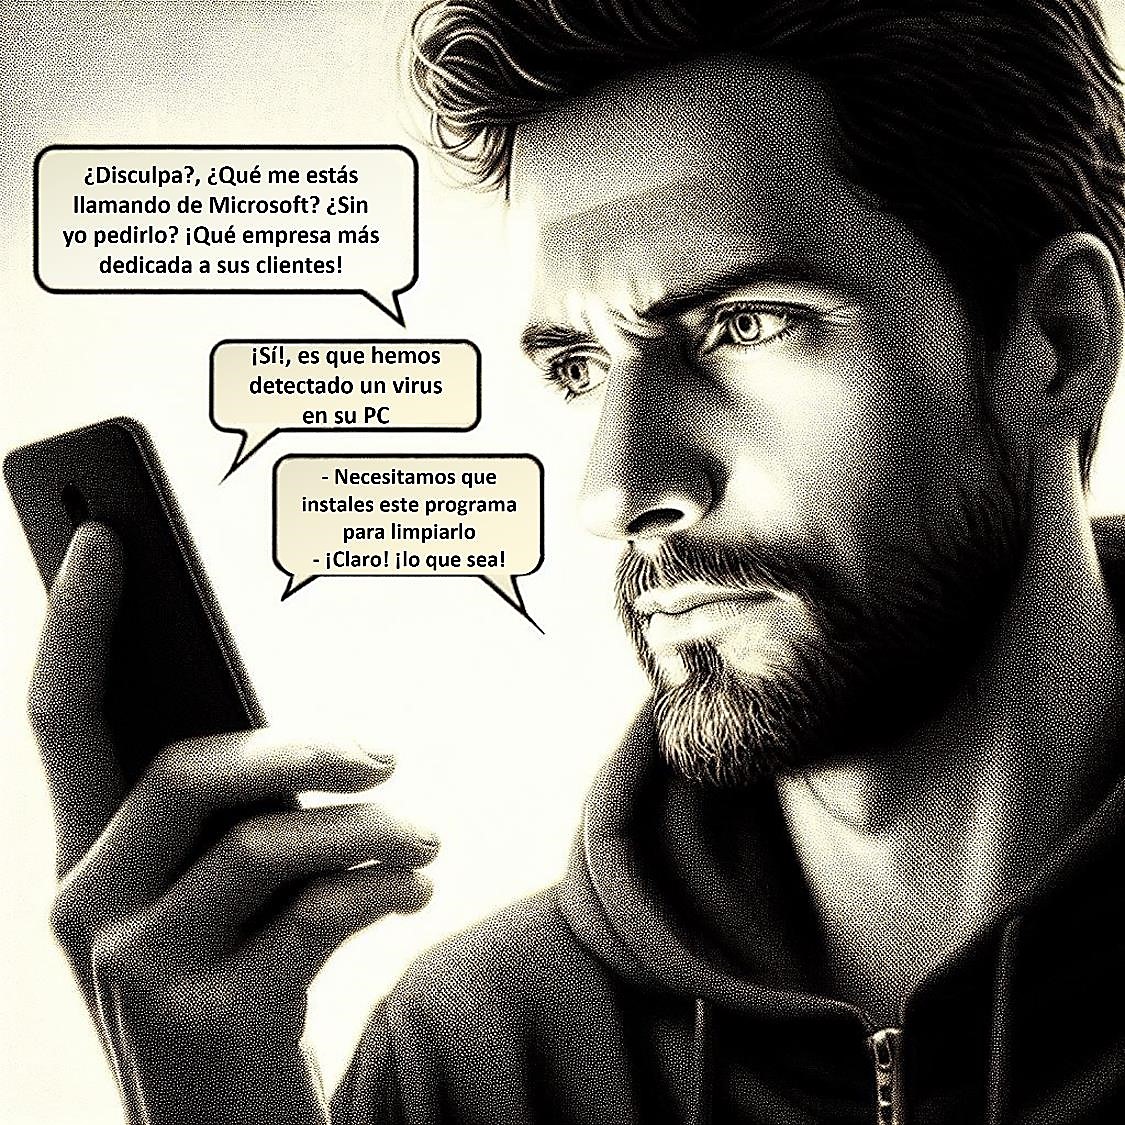 ¿Disculpa?, ¿Qué me estás
llamando de Microsoft? ¿Sin
yo pedirlo? ¡Qué empresa más
dedicada a sus clientes!
¡Sí!, es que hemos
detectado un virus
en su PC
- Necesitamos que
instales este programa
para limpiarlo
- ¡Claro! ¡lo que sea!